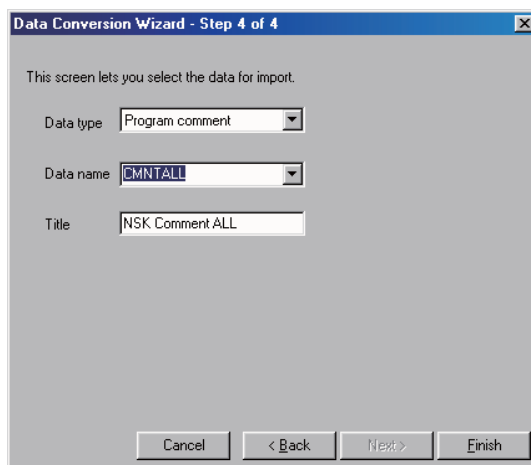 Data Conversion Wizard - Step 4 of 4
This screen lets you select the data for import.
Data type Program comment
Data name CMNTALL
Title NSK Comment ALL
Cancel < Back Next > Finish